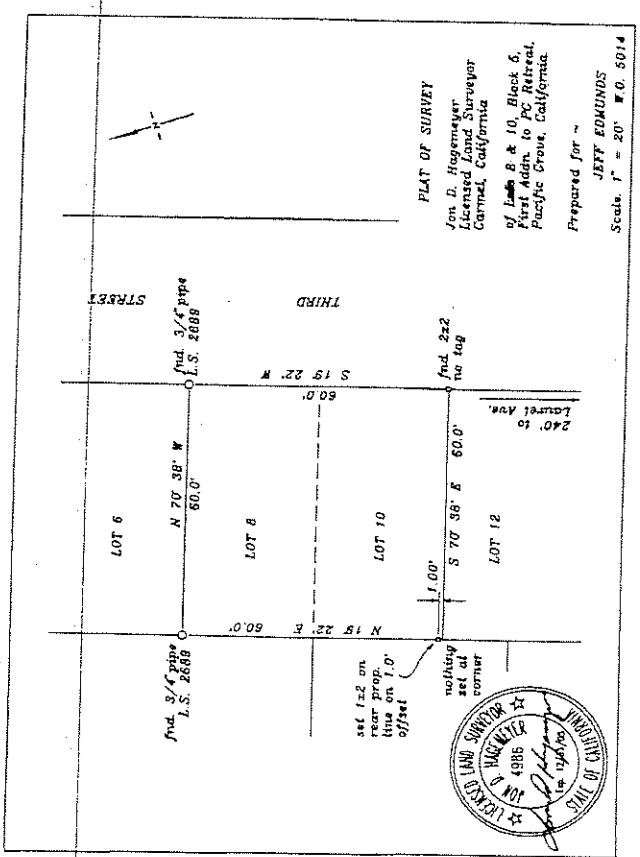 PLAT OF SURVEY
Jon D. Hagemeyer
Licensed Land Surveyor
Carmel, California
of Lots 8 & 10, Block 5,
First Addn. to PG Retreat,
Pacific Grove, California
Prepared for ~
JEFF EDMUNDS
Scale. 1" = 20' W.O. 5014
N
THIRD
STREET
fnd. 3/4" pipe
L.S. 2689
fnd. 3/4" pipe
L.S. 2689
LOT 6
N 70° 38' W
60.0'
LOT 8
S 19° 22' W
60.0'
N 19° 22' E 60.0'
LOT 10
fnd 2x2
no tag
set 1x2 on
rear prop.
line on 1.0'
offset
1.00'
S 70° 38' E 60.0'
nothing
set at
corner
LOT 12
240' to
Laurel Ave.
LICENSED LAND SURVEYOR
JON D. HAGEMEYER
Exp.
STATE OF CALIFORNIA